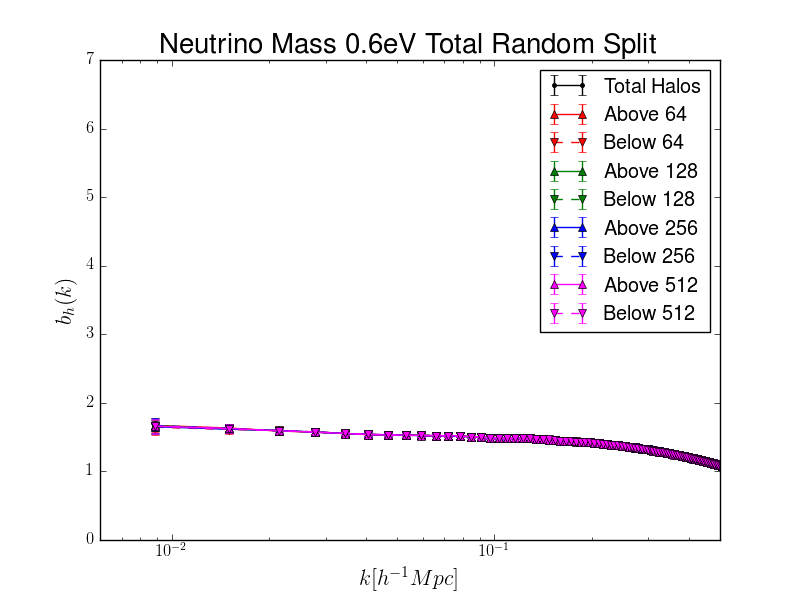 Neutrino Mass 0.6eV Total Random Split
7
6
5
4
3
2
1
0
b_h(k)
Total Halos
Above 64
Below 64
Above 128
Below 128
Above 256
Below 256
Above 512
Below 512
10^{-2}
10^{-1}
k[h^{-1}Mpc]